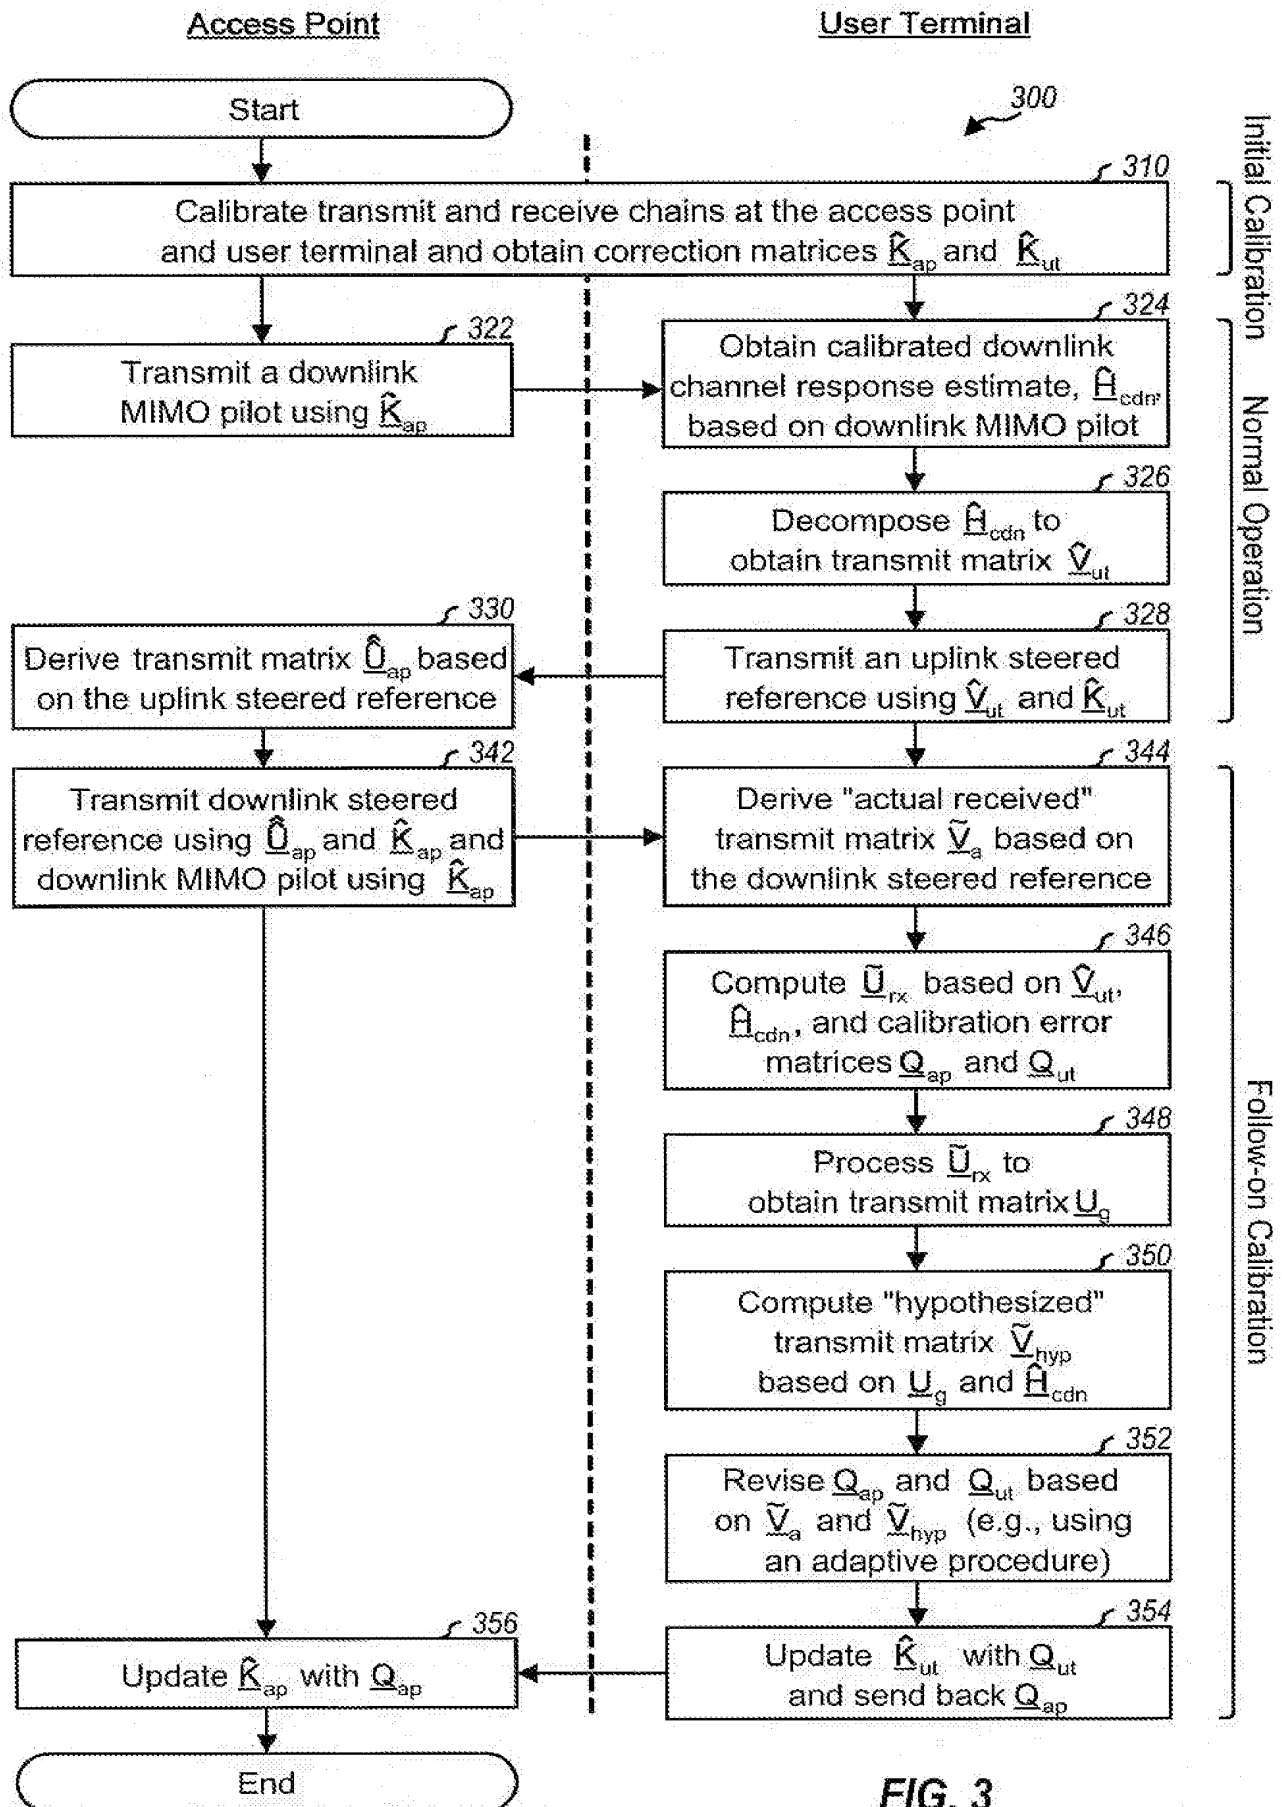 Access Point
User Terminal
Start
300
310
Calibrate transmit and receive chains at the access point
and user terminal and obtain correction matrices K̂ap and K̂ut
Initial Calibration
322
Transmit a downlink
MIMO pilot using K̂ap
324
Obtain calibrated downlink
channel response estimate, Ĥcdn,
based on downlink MIMO pilot
326
Decompose Ĥcdn to
obtain transmit matrix V̂ut
Normal Operation
330
Derive transmit matrix Û̂ap based
on the uplink steered reference
328
Transmit an uplink steered
reference using V̂ut and K̂ut
342
Transmit downlink steered
reference using Û̂ap and K̂ap and
downlink MIMO pilot using K̂ap
344
Derive "actual received"
transmit matrix Ṽa based on
the downlink steered reference
346
Compute Ũrx based on V̂ut,
Ĥcdn, and calibration error
matrices Qap and Qut
348
Process Ũrx to
obtain transmit matrix Ug
350
Compute "hypothesized"
transmit matrix Ṽhyp
based on Ug and Ĥcdn
Follow-on Calibration
352
Revise Qap and Qut based
on Ṽa and Ṽhyp (e.g., using
an adaptive procedure)
356
Update K̂ap with Qap
354
Update K̂ut with Qut
and send back Qap
End
FIG. 3